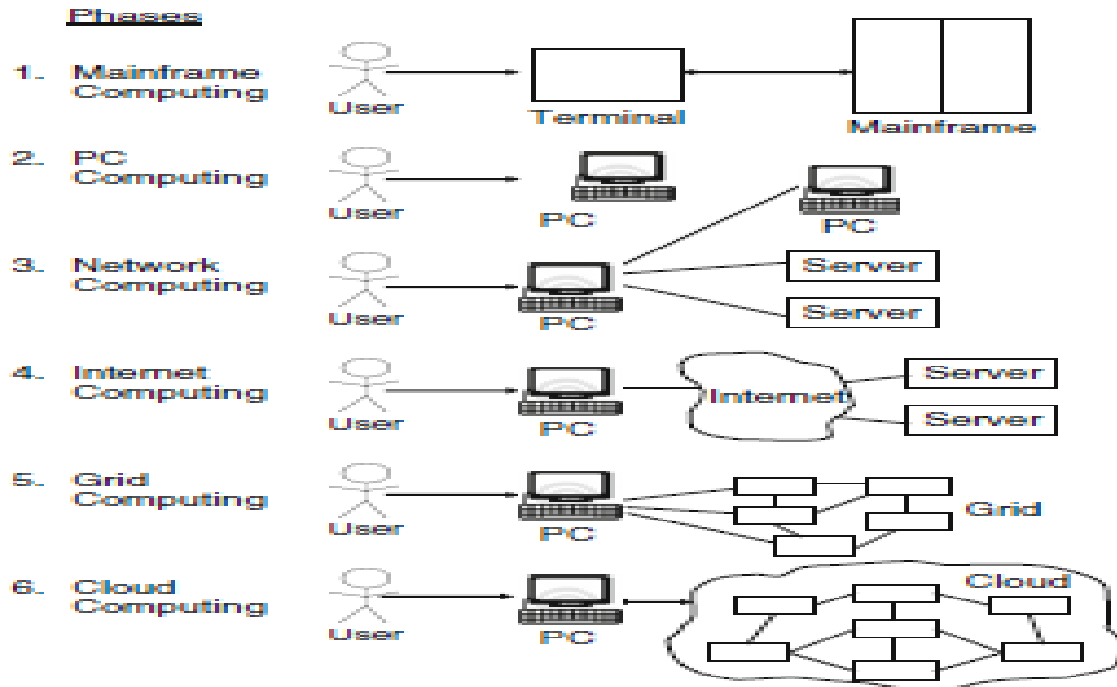 Phases
1. Mainframe
Computing
User
Terminal
Mainframe
2. PC
Computing
User
PC
PC
3. Network
Computing
User
PC
Server
Server
4. Internet
Computing
User
PC
Internet
Server
Server
5. Grid
Computing
User
PC
Grid
6. Cloud
Computing
User
PC
Cloud